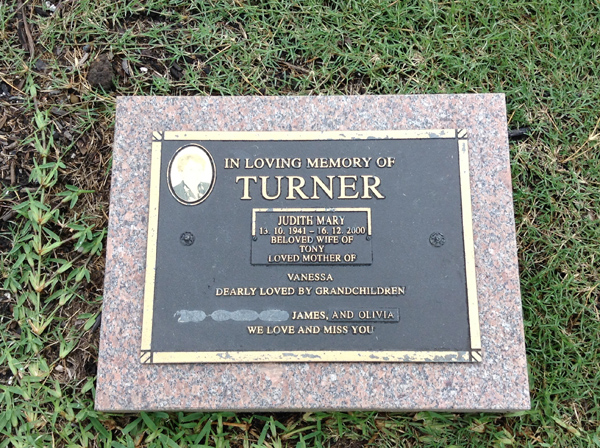 IN LOVING MEMORY OF
TURNER
JUDITH MARY
13. 10. 1941 – 16. 12. 2000
BELOVED WIFE OF
TONY
LOVED MOTHER OF
VANESSA
DEARLY LOVED BY GRANDCHILDREN
JAMES, AND OLIVIA
WE LOVE AND MISS YOU